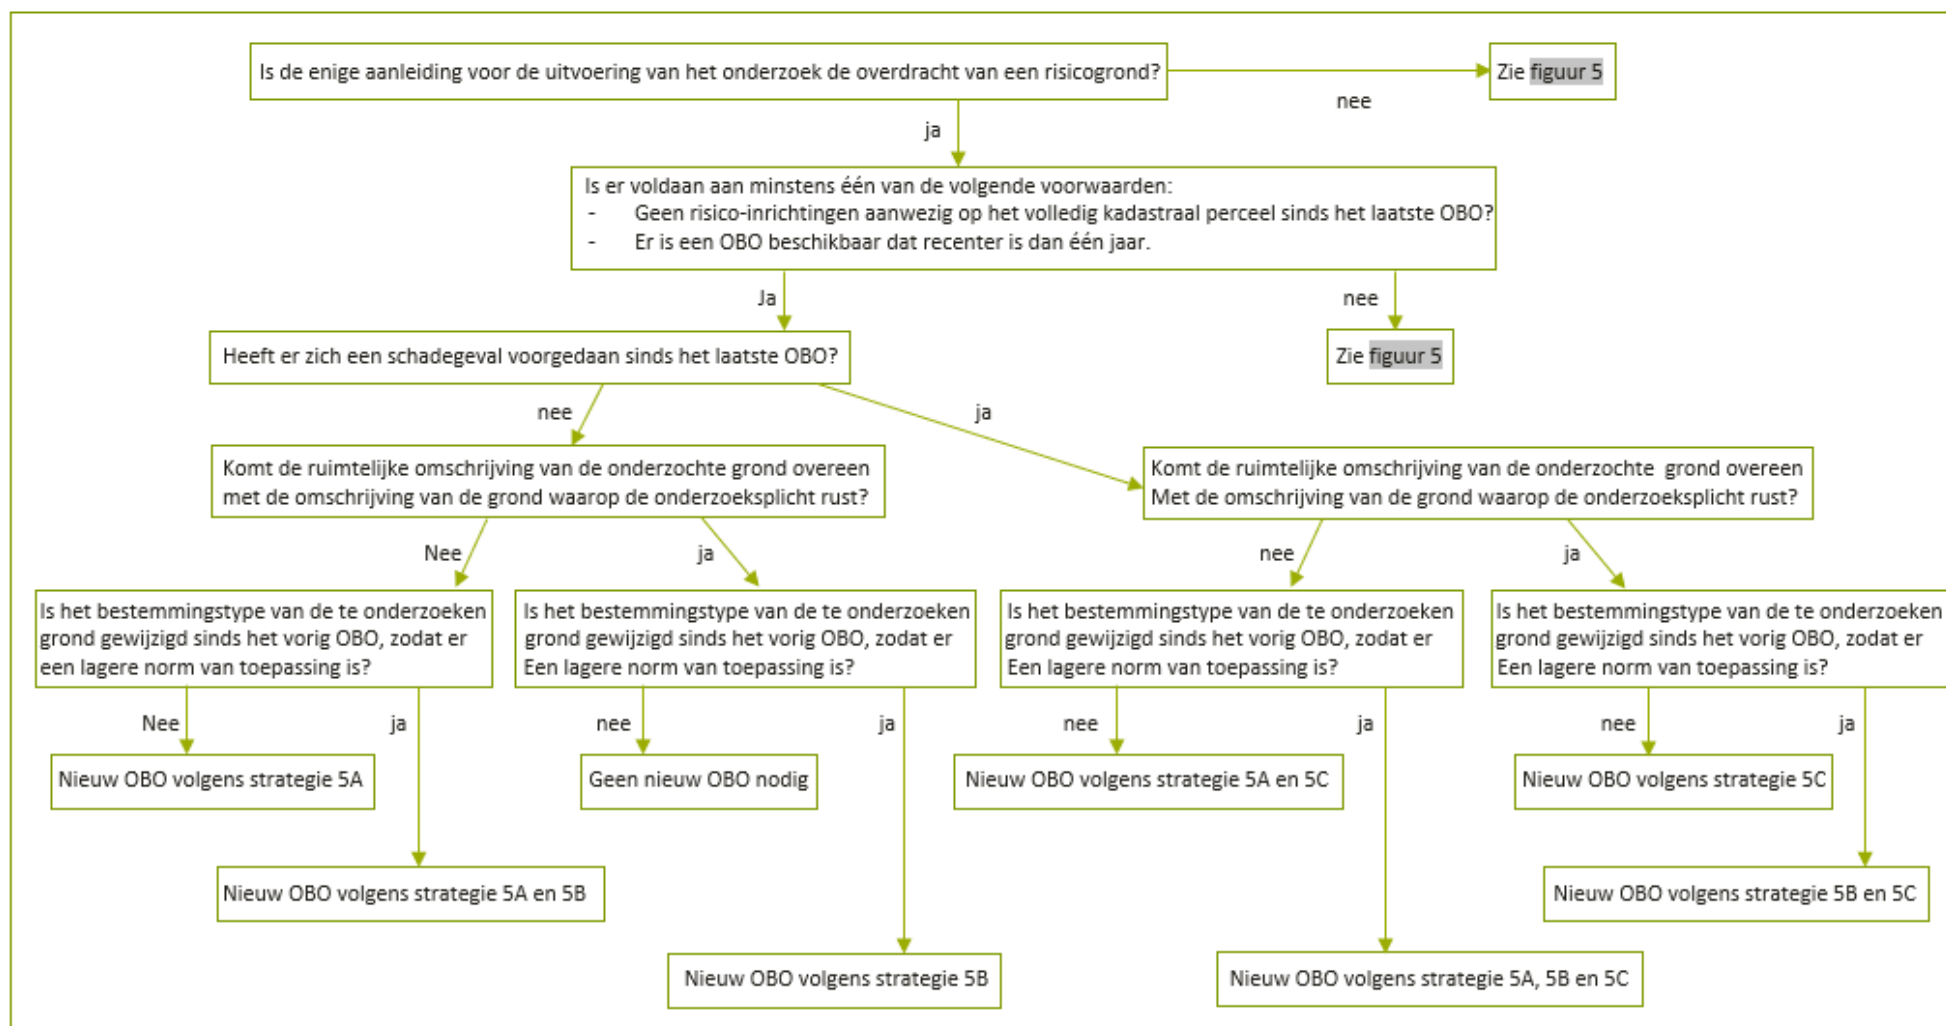 Is de enige aanleiding voor de uitvoering van het onderzoek de overdracht van een risicogrond?
Zie figuur 5
nee
ja
Is er voldaan aan minstens één van de volgende voorwaarden:
- Geen risico-inrichtingen aanwezig op het volledig kadastraal perceel sinds het laatste OBO?
- Er is een OBO beschikbaar dat recenter is dan één jaar.
Ja
nee
Heeft er zich een schadegeval voorgedaan sinds het laatste OBO?
Zie figuur 5
nee
ja
Komt de ruimtelijke omschrijving van de onderzochte grond overeen
met de omschrijving van de grond waarop de onderzoeksplicht rust?
Komt de ruimtelijke omschrijving van de onderzochte grond overeen
Met de omschrijving van de grond waarop de onderzoeksplicht rust?
Nee
ja
nee
ja
Is het bestemmingstype van de te onderzoeken
grond gewijzigd sinds het vorig OBO, zodat er
een lagere norm van toepassing is?
Is het bestemmingstype van de te onderzoeken
grond gewijzigd sinds het vorig OBO, zodat er
Een lagere norm van toepassing is?
Is het bestemmingstype van de te onderzoeken
grond gewijzigd sinds het vorig OBO, zodat er
Een lagere norm van toepassing is?
Is het bestemmingstype van de te onderzoeken
grond gewijzigd sinds het vorig OBO, zodat er
Een lagere norm van toepassing is?
Nee
ja
nee
ja
nee
ja
nee
ja
Nieuw OBO volgens strategie 5A
Geen nieuw OBO nodig
Nieuw OBO volgens strategie 5A en 5C
Nieuw OBO volgens strategie 5C
Nieuw OBO volgens strategie 5A en 5B
Nieuw OBO volgens strategie 5B en 5C
Nieuw OBO volgens strategie 5B
Nieuw OBO volgens strategie 5A, 5B en 5C